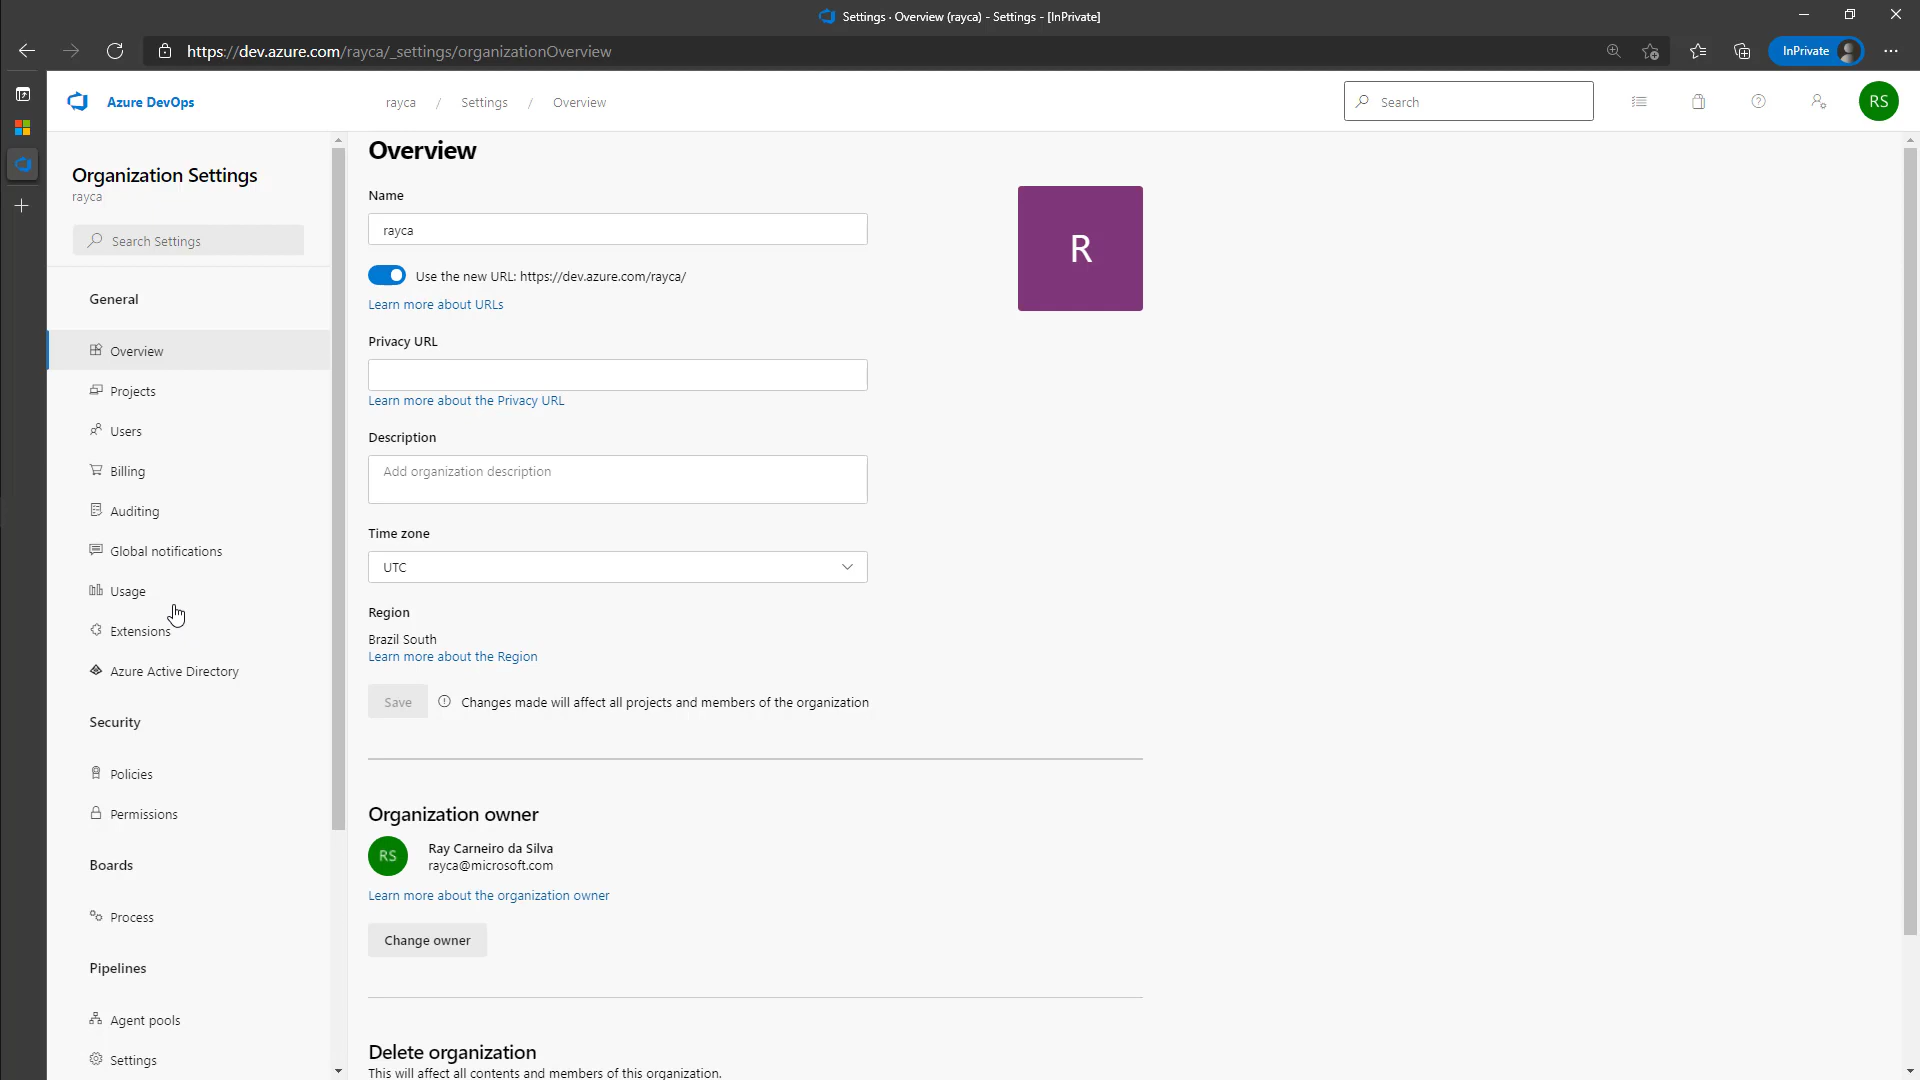 Settings · Overview (rayca) - Settings - [InPrivate]
https://dev.azure.com/rayca/_settings/organizationOverview
InPrivate
Azure DevOps
rayca / Settings / Overview
Search
RS
Organization Settings
rayca
Search Settings
General
Overview
Projects
Users
Billing
Auditing
Global notifications
Usage
Extensions
Azure Active Directory
Security
Policies
Permissions
Boards
Process
Pipelines
Agent pools
Settings
Overview
Name
rayca
R
Use the new URL: https://dev.azure.com/rayca/
Learn more about URLs
Privacy URL
Learn more about the Privacy URL
Description
Add organization description
Time zone
UTC
Region
Brazil South
Learn more about the Region
Save
Changes made will affect all projects and members of the organization
Organization owner
RS
Ray Carneiro da Silva
rayca@microsoft.com
Learn more about the organization owner
Change owner
Delete organization
This will affect all contents and members of this organization.